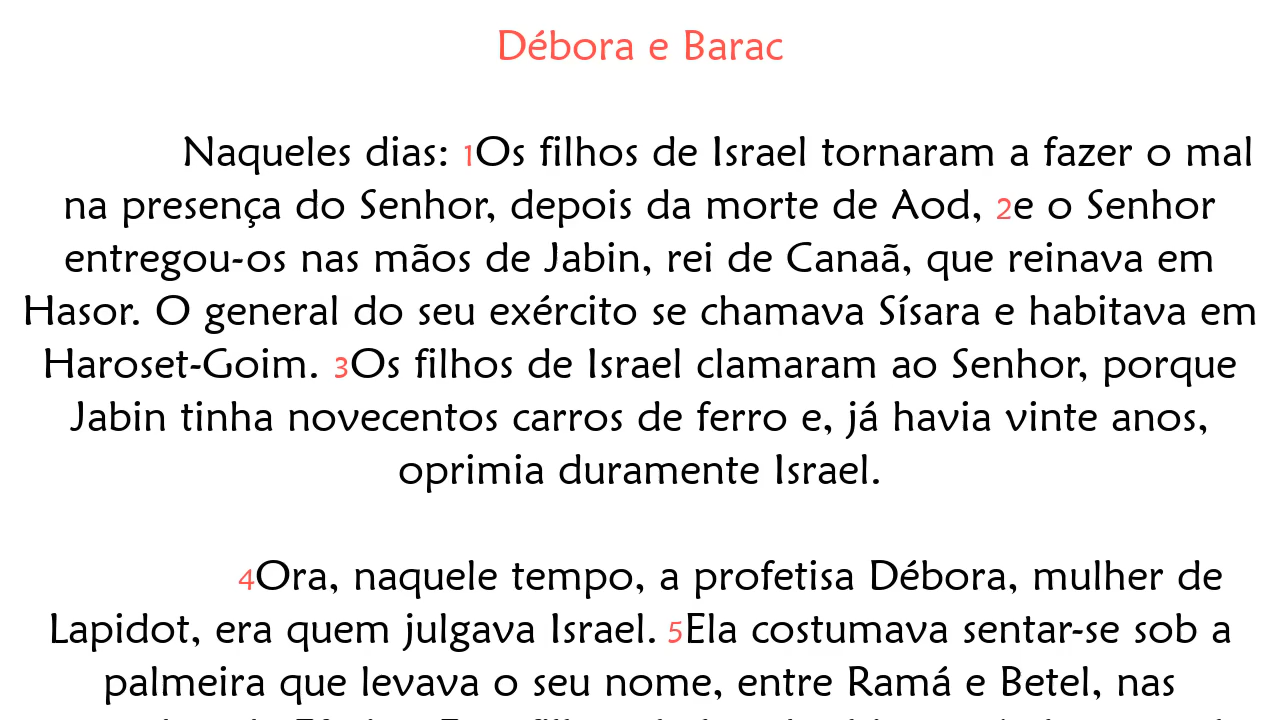 Débora e Barac
Naqueles dias: 1Os filhos de Israel tornaram a fazer o mal
na presença do Senhor, depois da morte de Aod, 2e o Senhor
entregou-os nas mãos de Jabin, rei de Canaã, que reinava em
Hasor. O general do seu exército se chamava Sísara e habitava em
Haroset-Goim. 3Os filhos de Israel clamaram ao Senhor, porque
Jabin tinha novecentos carros de ferro e, já havia vinte anos,
oprimia duramente Israel.
4Ora, naquele tempo, a profetisa Débora, mulher de
Lapidot, era quem julgava Israel. 5Ela costumava sentar-se sob a
palmeira que levava o seu nome, entre Ramá e Betel, nas